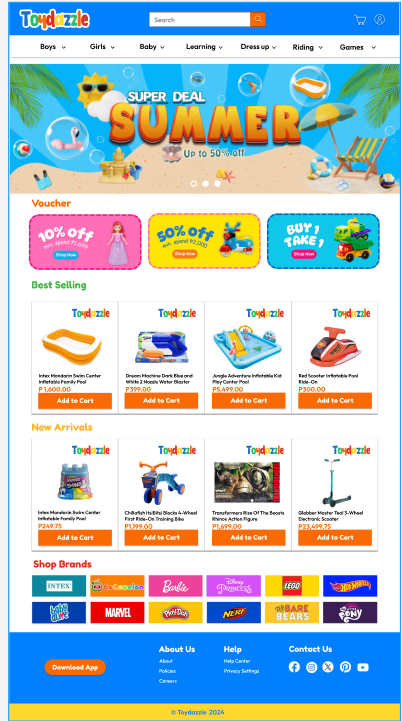 Toydazzle
Search
Boys Girls Baby Learning Dress up Riding Games
SUPER DEAL
SUMMER
Up to 50% off
Voucher
10% off
min. spend ₱1,699
Shop Now
50% off
min. spend ₱2,000
Shop Now
BUY 1
TAKE 1
Shop Now
Best Selling
Toydazzle
Intex Mandarin Swim Center
Inflatable Family Pool
₱ 1,600.00
Add to Cart
Toydazzle
Dream Machine Dark Blue and
White 2 Nozzle Water Blaster
₱399.00
Add to Cart
Toydazzle
Jungle Adventure Inflatable Kid
Play Center Pool
₱5,499.00
Add to Cart
Toydazzle
Red Scooter Inflatable Pool
Ride-On
₱300.00
Add to Cart
New Arrivals
Toydazzle
Intex Mandarin Swim Center
Inflatable Family Pool
₱249.75
Add to Cart
Toydazzle
Chillafish ItsiBitsi Blocks 4-Wheel
First Ride-On Training Bike
₱1,199.00
Add to Cart
Toydazzle
Transformers Rise Of The Beasts
Rhinox Action Figure
₱1,699.00
Add to Cart
Toydazzle
Globber Master Teal 3-Wheel
Electronic Scooter
₱23,499.75
Add to Cart
Shop Brands
INTEX CoComelon Barbie Disney PRINCESS LEGO HOT WHEELS
baby alive MARVEL Play-Doh NERF WE BARE BEARS my little PONY
Download App
About Us
About
Policies
Careers
Help
Help Center
Privacy Settings
Contact Us
© Toydazzle 2024